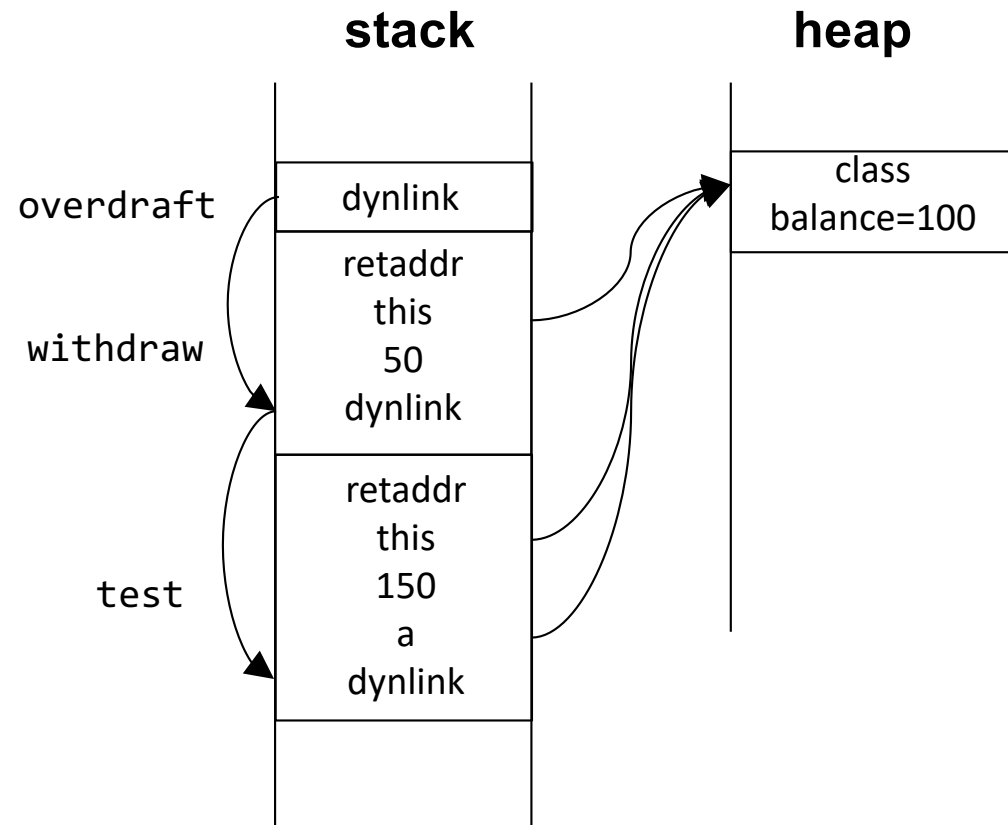 stack
heap
overdraft
dynlink
class
balance=100
withdraw
retaddr
this
50
dynlink
test
retaddr
this
150
a
dynlink